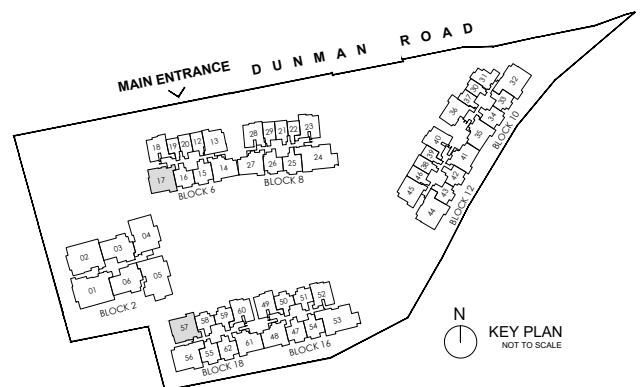 DUNMAN ROAD
MAIN ENTRANCE
18 19 20 12 13
17 16 15 14
BLOCK 6
28 29 21 22 23
27 26 25 24
BLOCK 8
31 32
30
37 33
36 34
35
BLOCK 10
40 41
39
38 42
46 43
45 44
BLOCK 12
02 03 04
01 06 05
BLOCK 2
57 58 59 60
56 55 62 61
BLOCK 18
49 50 51 52
48 47 54 53
BLOCK 16
N
KEY PLAN
NOT TO SCALE